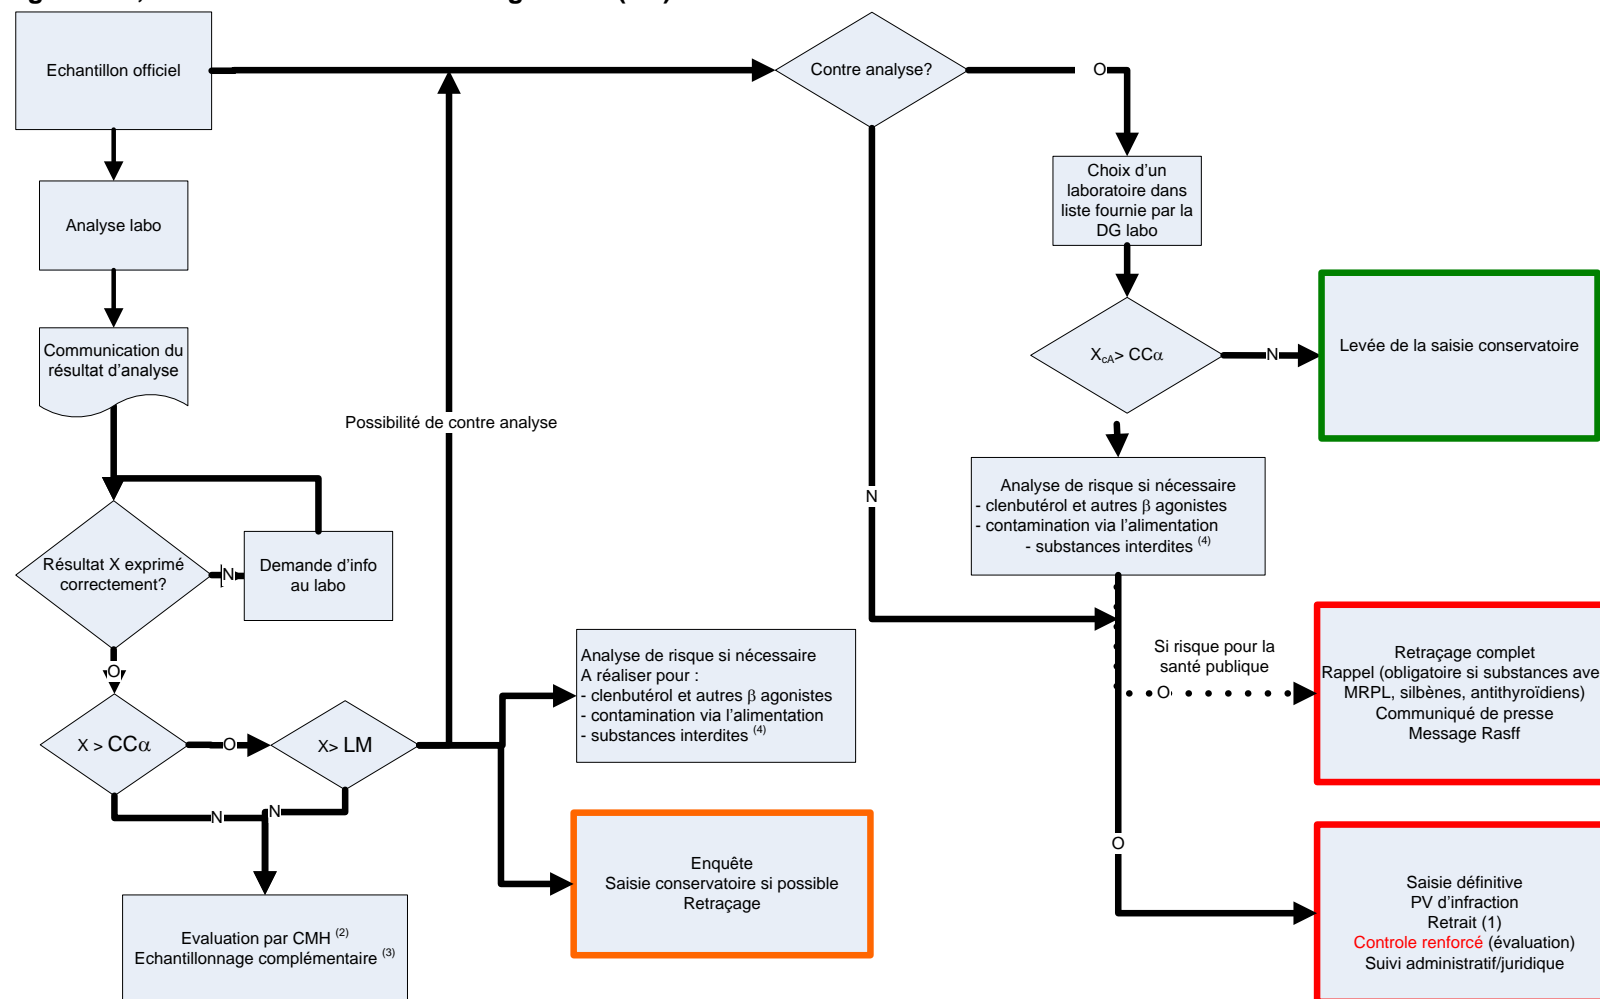 Echantillon officiel
Contre analyse?
O
Choix d'un
laboratoire dans
liste fournie par la
DG labo
Analyse labo
Communication du
résultat d'analyse
XcA> CCα
N
Levée de la saisie conservatoire
Possibilité de contre analyse
N
Analyse de risque si nécessaire
- clenbutérol et autres β agonistes
- contamination via l'alimentation
- substances interdites (4)
Résultat X exprimé
correctement?
N
Demande d'info
au labo
O
Analyse de risque si nécessaire
A réaliser pour :
- clenbutérol et autres β agonistes
- contamination via l'alimentation
- substances interdites (4)
Si risque pour la
santé publique
O
Retraçage complet
Rappel (obligatoire si substances ave
MRPL, silbènes, antithyroïdiens)
Communiqué de presse
Message Rasff
X > CCα
O
X> LM
N
N
Enquête
Saisie conservatoire si possible
Retraçage
O
Saisie définitive
PV d'infraction
Retrait (1)
Controle renforcé (évaluation)
Suivi administratif/juridique
Evaluation par CMH (2)
Echantillonnage complémentaire (3)